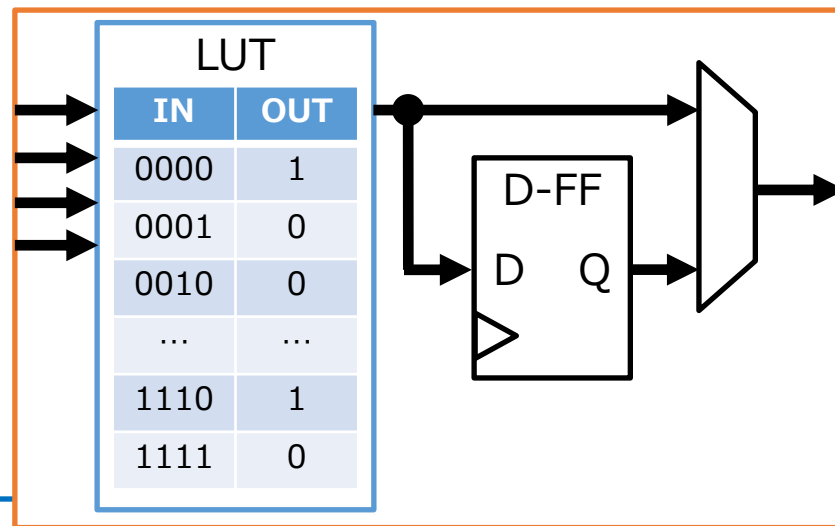 LUT
IN OUT
0000 1
0001 0
0010 0
… …
1110 1
1111 0
D-FF
D Q